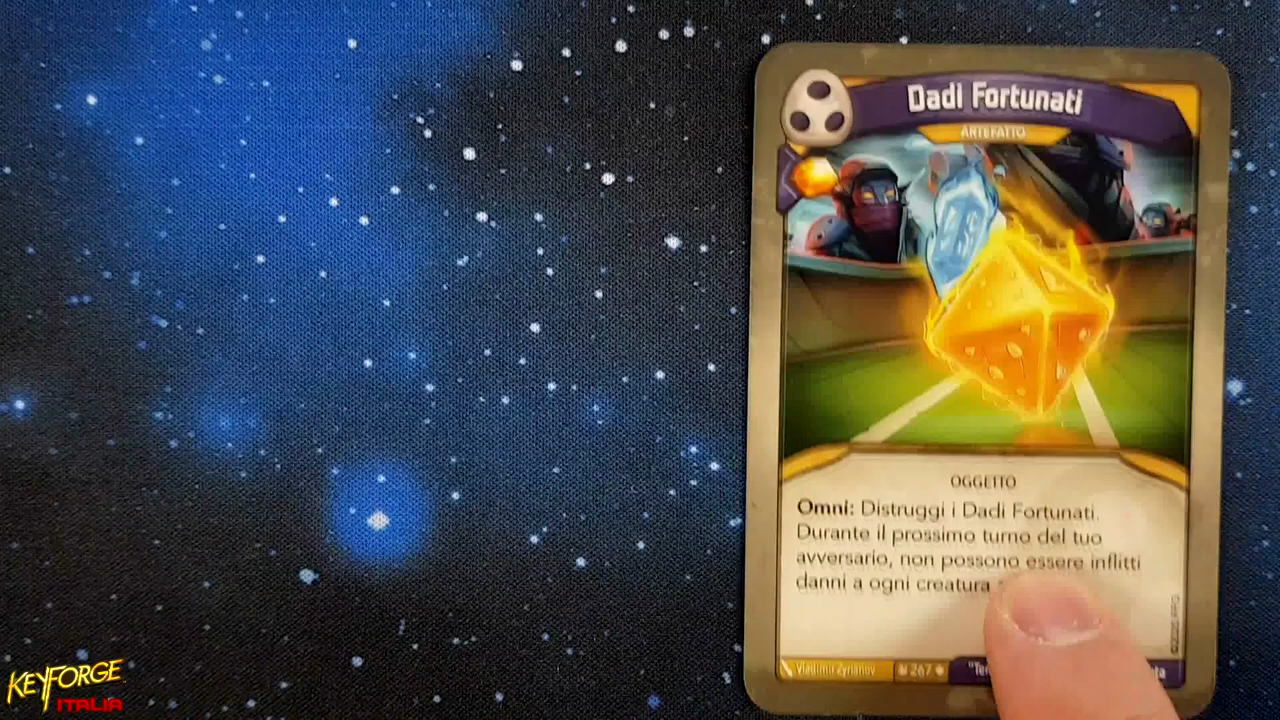 Dadi Fortunati
ARTEFATTO
OGGETTO
Omni: Distruggi i Dadi Fortunati.
Durante il prossimo turno del tuo
avversario, non possono essere inflitti
danni a ogni creatura
Vladimir Zyrianov
267
KEYFORGE
ITALIA